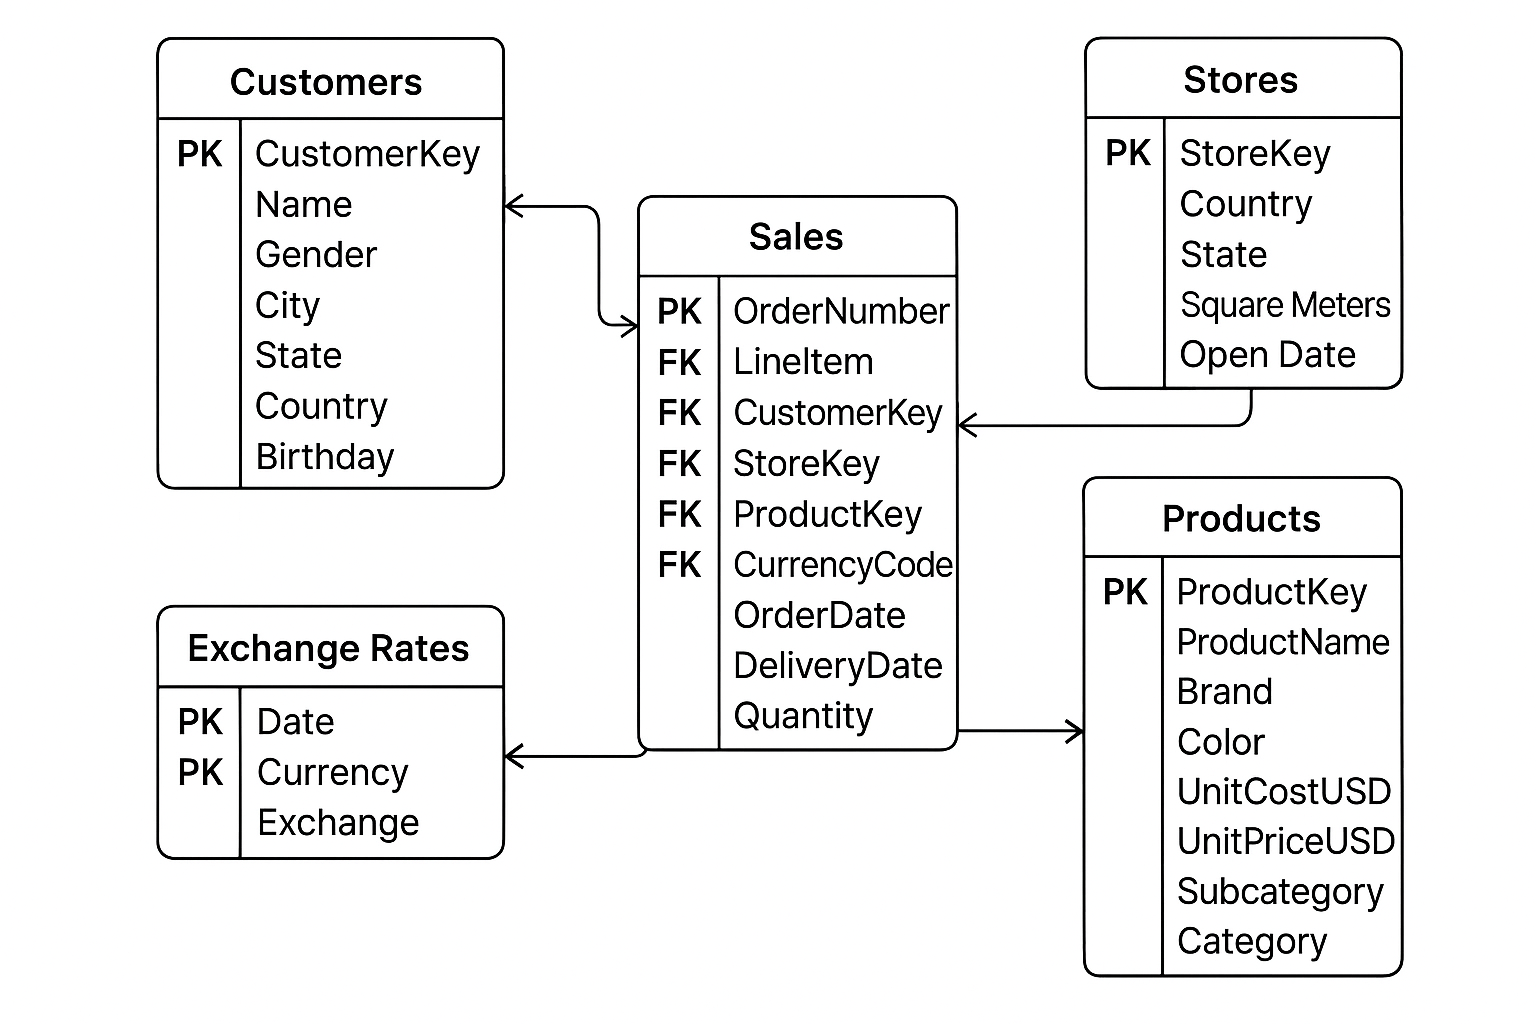 Customers
PK CustomerKey
Name
Gender
City
State
Country
Birthday
Exchange Rates
PK Date
PK Currency
Exchange
Sales
PK OrderNumber
FK LineItem
FK CustomerKey
FK StoreKey
FK ProductKey
FK CurrencyCode
OrderDate
DeliveryDate
Quantity
Stores
PK StoreKey
Country
State
Square Meters
Open Date
Products
PK ProductKey
ProductName
Brand
Color
UnitCostUSD
UnitPriceUSD
Subcategory
Category